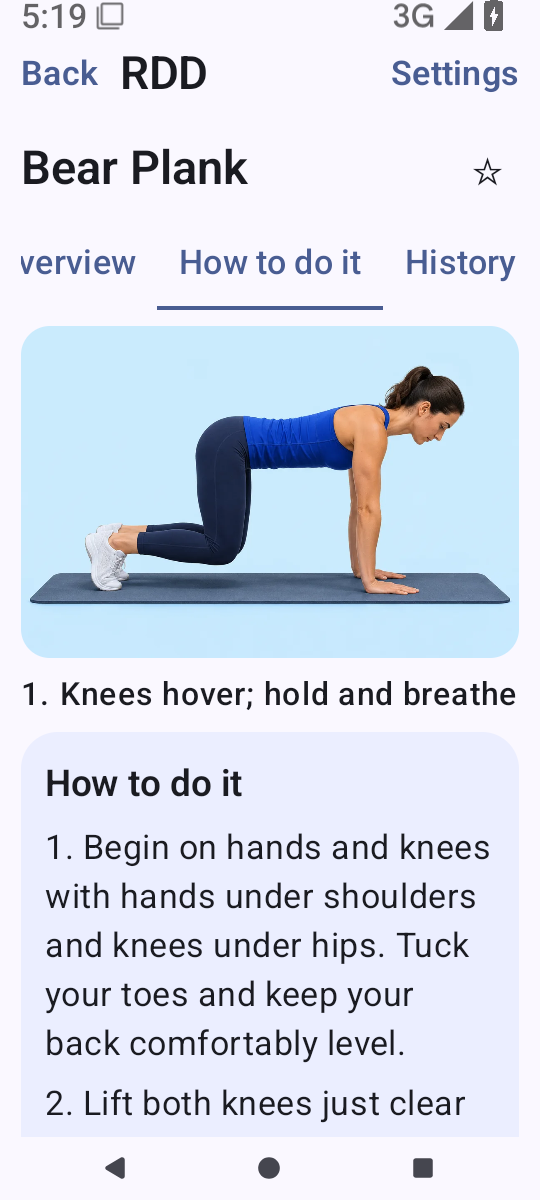 5:19 3G
Back RDD Settings
Bear Plank
verview How to do it History
1. Knees hover; hold and breathe
How to do it
1. Begin on hands and knees
with hands under shoulders
and knees under hips. Tuck
your toes and keep your
back comfortably level.
2. Lift both knees just clear